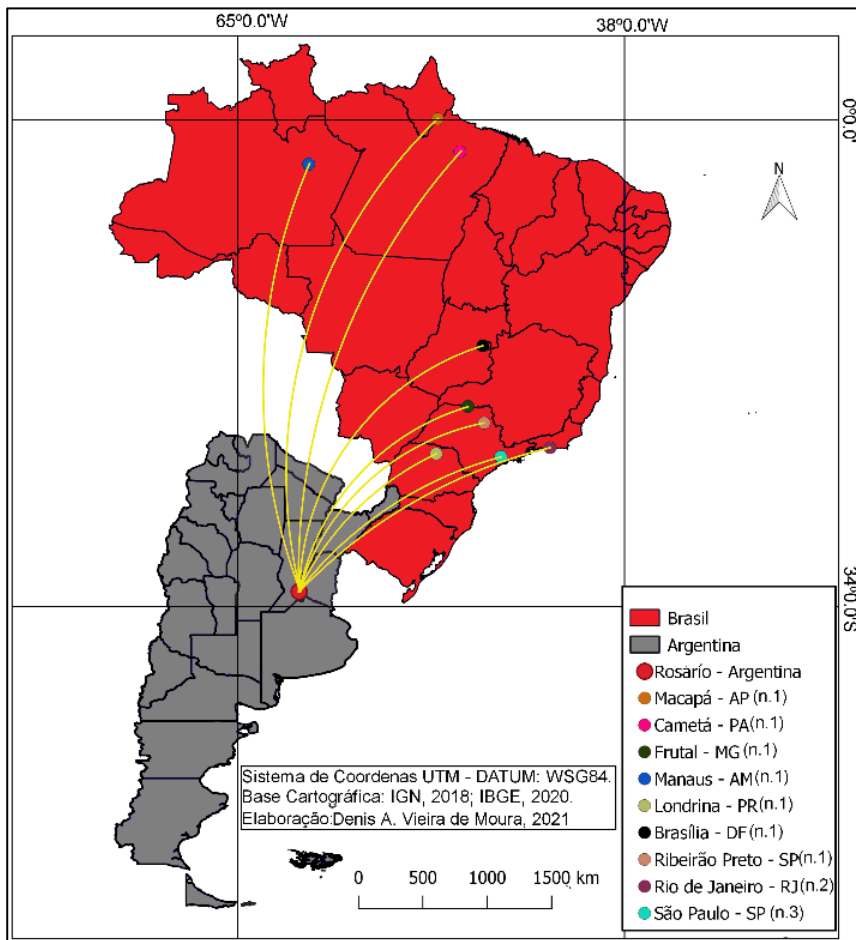 65º0.0'W
38º0.0'W
0º0.0'
N
34º0.0'S
Brasil
Argentina
Rosarío - Argentina
Macapá - AP (n.1)
Cametá - PA(n.1)
Frutal - MG (n.1)
Manaus - AM(n.1)
Londrina - PR(n.1)
Brasília - DF(n.1)
Ribeirão Preto - SP(n.1)
Rio de Janeiro - RJ(n.2)
São Paulo - SP(n.3)
Sistema de Coordenas UTM - DATUM: WSG84.
Base Cartográfica: IGN, 2018; IBGE, 2020.
Elaboração:Denis A. Vieira de Moura, 2021
0 500 1000 1500 km